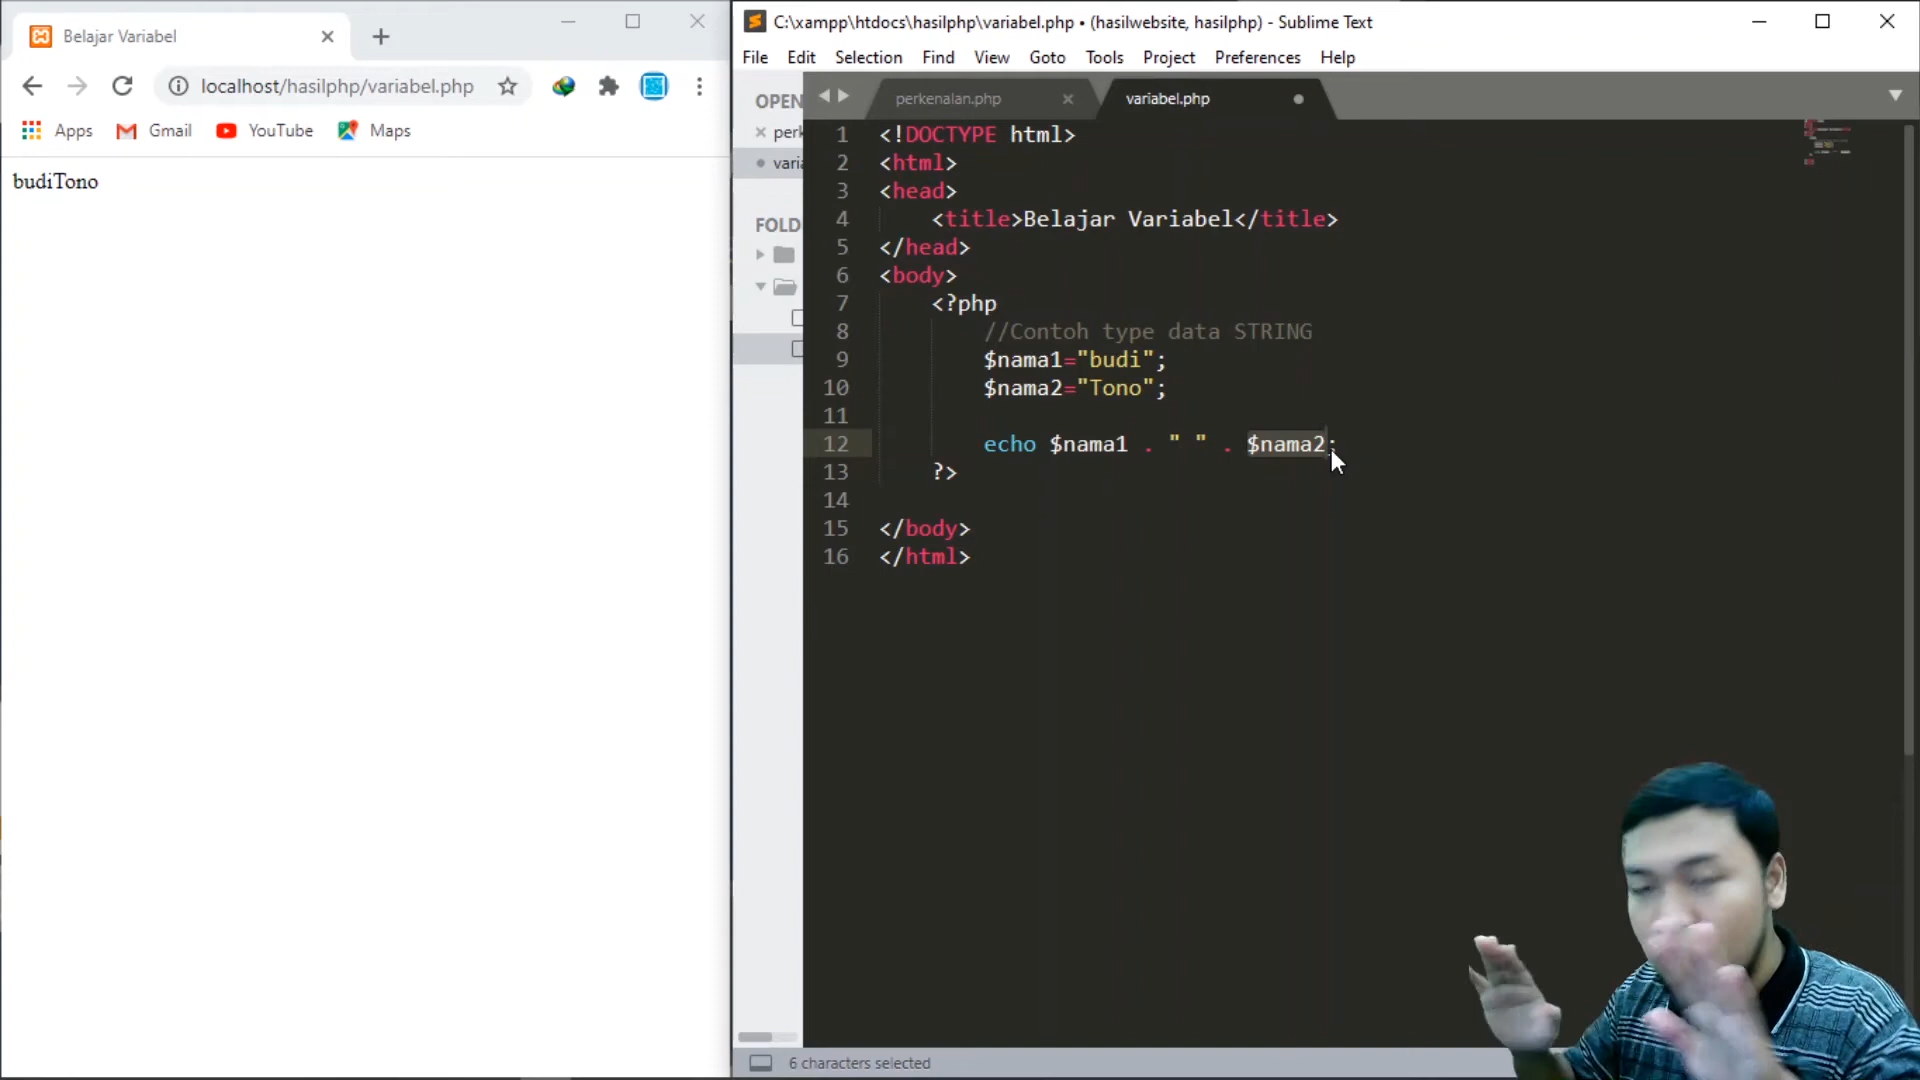 Belajar Variabel
localhost/hasilphp/variabel.php
Apps Gmail YouTube Maps
budiTono
C:\xampp\htdocs\hasilphp\variabel.php • (hasilwebsite, hasilphp) - Sublime Text
File Edit Selection Find View Goto Tools Project Preferences Help
OPEN
perk
varia
FOLD
perkenalan.php
variabel.php
1 <!DOCTYPE html>
2 <html>
3 <head>
4 <title>Belajar Variabel</title>
5 </head>
6 <body>
7 <?php
8 //Contoh type data STRING
9 $nama1="budi";
10 $nama2="Tono";
11
12 echo $nama1 . " " . $nama2;
13 ?>
14
15 </body>
16 </html>
6 characters selected